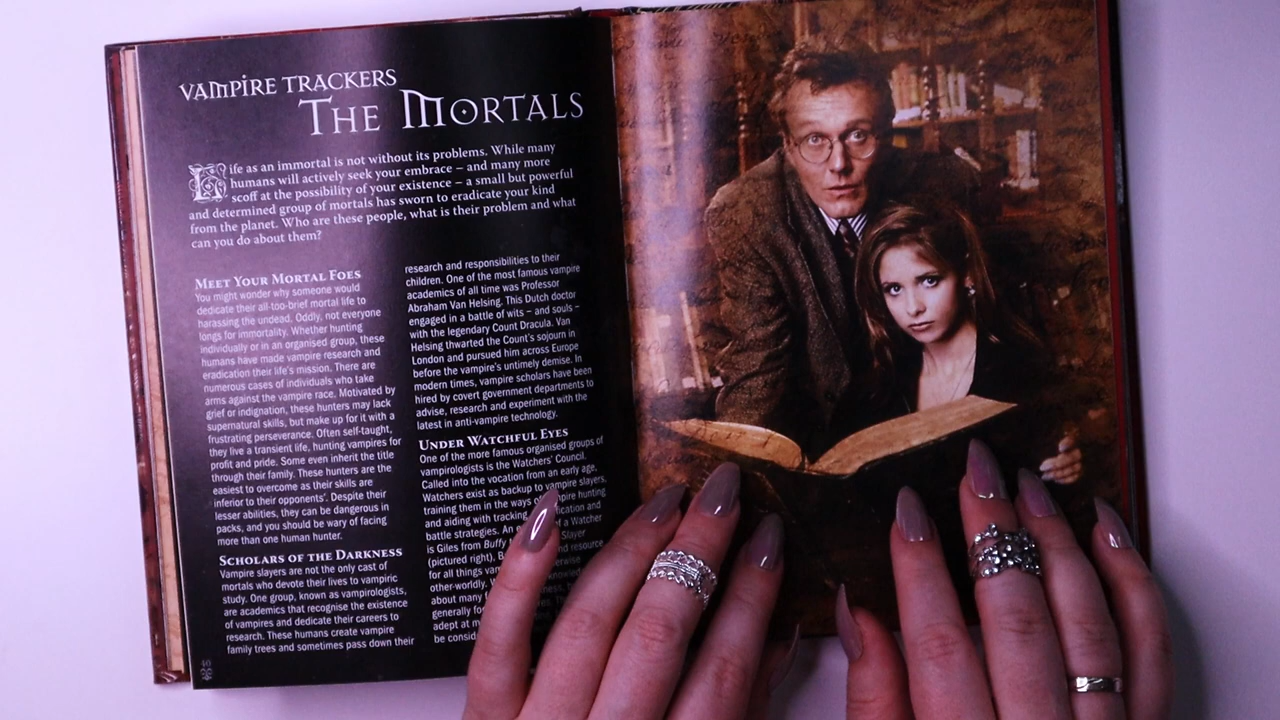 VAMPIRE TRACKERS
THE MORTALS
Life as an immortal is not without its problems. While many
humans will actively seek your embrace – and many more
scoff at the possibility of your existence – a small but powerful
and determined group of mortals has sworn to eradicate your kind
from the planet. Who are these people, what is their problem and what
can you do about them?
MEET YOUR MORTAL FOES
You might wonder why someone would
dedicate their all-too-brief mortal life to
harassing the undead. Oddly, not everyone
longs for immortality. Whether hunting
individually or in an organised group, these
humans have made vampire research and
eradication their life's mission. There are
numerous cases of individuals who take
arms against the vampire race. Motivated by
grief or indignation, these hunters may lack
supernatural skills, but make up for it with a
frustrating perseverance. Often self-taught,
they live a transient life, hunting vampires for
profit and pride. Some even inherit the title
through their family. These hunters are the
easiest to overcome as their skills are
inferior to their opponents'. Despite their
lesser abilities, they can be dangerous in
packs, and you should be wary of facing
more than one human hunter.
SCHOLARS OF THE DARKNESS
Vampire slayers are not the only cast of
mortals who devote their lives to vampiric
study. One group, known as vampirologists,
are academics that recognise the existence
of vampires and dedicate their careers to
research. These humans create vampire
family trees and sometimes pass down their
research and responsibilities to their
children. One of the most famous vampire
academics of all time was Professor
Abraham Van Helsing. This Dutch doctor
engaged in a battle of wits – and souls –
with the legendary Count Dracula. Van
Helsing thwarted the Count's sojourn in
London and pursued him across Europe
before the vampire's untimely demise. In
modern times, vampire scholars have been
hired by covert government departments to
advise, research and experiment with the
latest in anti-vampire technology.
UNDER WATCHFUL EYES
One of the more famous organised groups of
vampirologists is the Watchers' Council.
Called into the vocation from an early age,
Watchers exist as backup to vampire slayers,
training them in the ways of vampire hunting
and aiding with tracking,
battle strategies. An of a Watcher
is Giles from Buffy Slayer
(pictured right). resource
for all things
other-worldly.
about many
generally
adept at
be
40